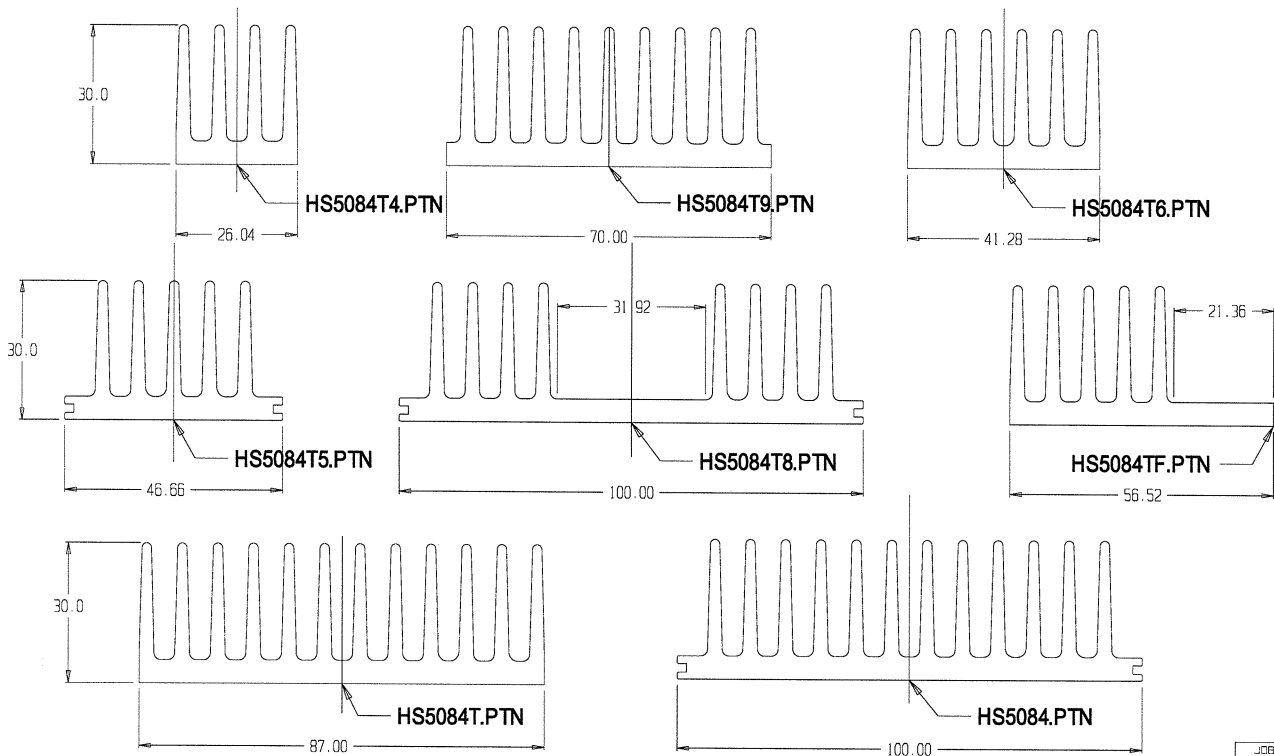 30.0
HS5084T4.PTN
26.04
HS5084T9.PTN
70.00
HS5084T6.PTN
41.28
30.0
HS5084T5.PTN
46.66
31.92
HS5084T8.PTN
100.00
21.36
HS5084TF.PTN
56.52
30.0
HS5084T.PTN
87.00
HS5084.PTN
100.00
JOB